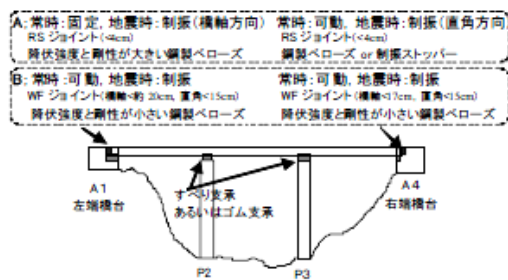 A:常時:固定, 地震時:制振(橋軸方向) 常時:可動, 地震時:制振(直角方向)
RS ジョイント(<4cm) RS ジョイント(<4cm)
降伏強度と剛性が大きい鋼製ベローズ 鋼製ベローズ or 制振ストッパー
B: 常時:可動, 地震時:制振 常時:可動, 地震時:制振
WF ジョイント(橋軸<約 20cm, 直角<15cm) WF ジョイント(橋軸<17cm, 直角<15cm)
降伏強度と剛性が小さい鋼製ベローズ 降伏強度と剛性が小さい鋼製ベローズ
A1
左端橋台
すべり支承
あるいはゴム支承
A4
右端橋台
P2
P3